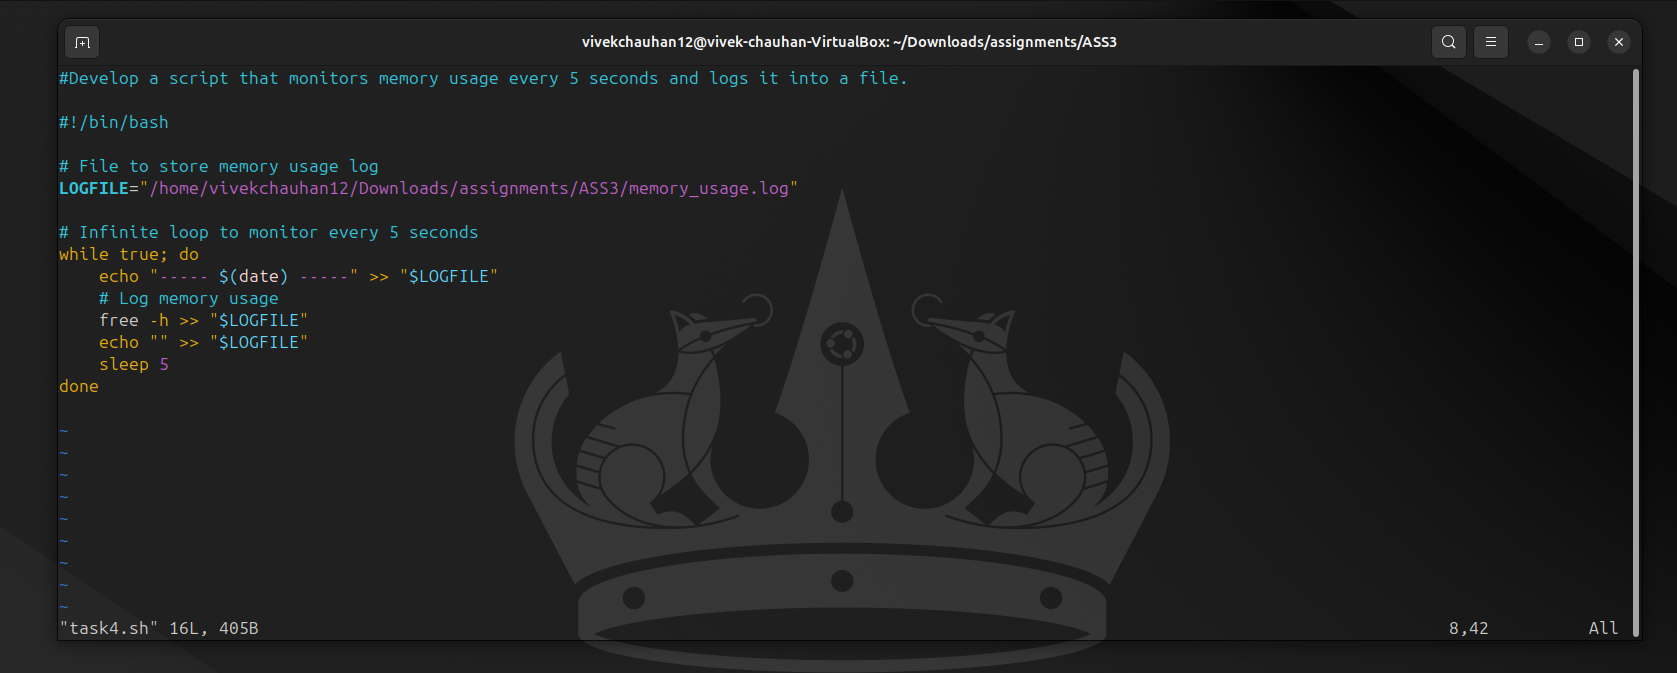 vivekchauhan12@vivek-chauhan-VirtualBox: ~/Downloads/assignments/ASS3
#Develop a script that monitors memory usage every 5 seconds and logs it into a file.
#!/bin/bash
# File to store memory usage log
LOGFILE="/home/vivekchauhan12/Downloads/assignments/ASS3/memory_usage.log"
# Infinite loop to monitor every 5 seconds
while true; do
    echo "----- $(date) -----" >> "$LOGFILE"
    # Log memory usage
    free -h >> "$LOGFILE"
    echo "" >> "$LOGFILE"
    sleep 5
done
~
~
~
~
~
~
~
~
~
"task4.sh" 16L, 405B 8,42 All